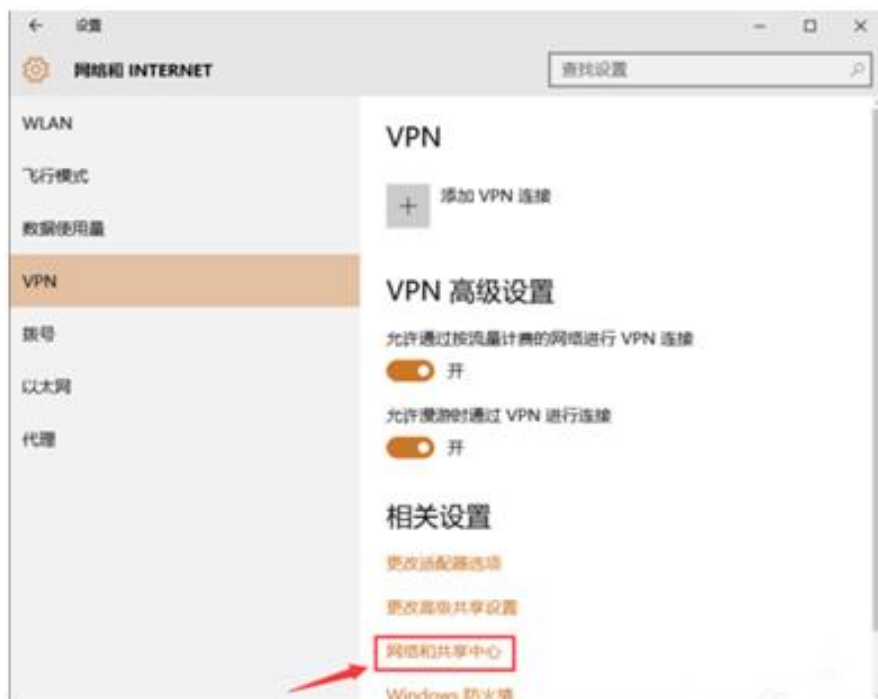 设置
网络和 INTERNET
查找设置
WLAN
飞行模式
数据使用量
VPN
拨号
以太网
代理
VPN
添加 VPN 连接
VPN 高级设置
允许通过按流量计费的网络进行 VPN 连接
开
允许漫游时通过 VPN 进行连接
开
相关设置
更改适配器选项
更改高级共享设置
网络和共享中心
Windows 防火墙